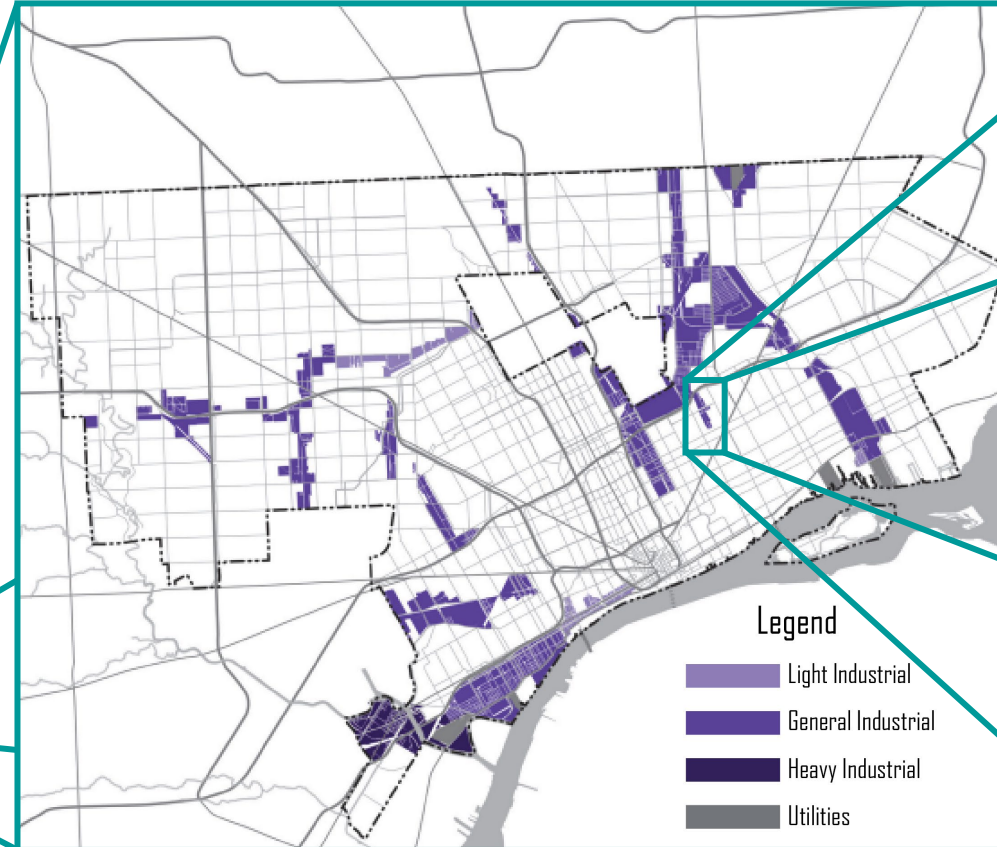 Legend
Light Industrial
General Industrial
Heavy Industrial
Utilities